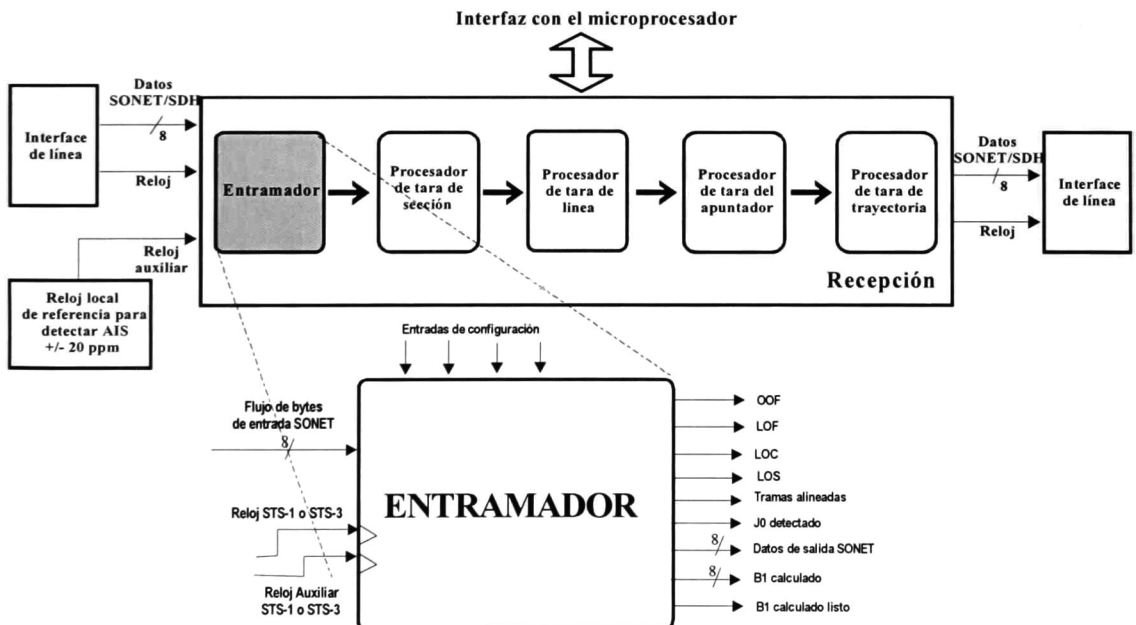 Interfaz con el microprocesador
Datos
SONET/SDH
8
Interface
de línea
Reloj
Reloj
auxiliar
Reloj local
de referencia para
detectar AIS
+/- 20 ppm
Entramador
Procesador
de tara de
sección
Procesador
de tara de
linea
Procesador
de tara del
apuntador
Procesador
de tara de
trayectoria
Recepción
Datos
SONET/SDH
8
Reloj
Interface
de línea
Entradas de configuración
Flujo de bytes
de entrada SONET
8
Reloj STS-1 o STS-3
Reloj Auxiliar
STS-1 o STS-3
ENTRAMADOR
OOF
LOF
LOC
LOS
Tramas alineadas
J0 detectado
8
Datos de salida SONET
8
B1 calculado
B1 calculado listo